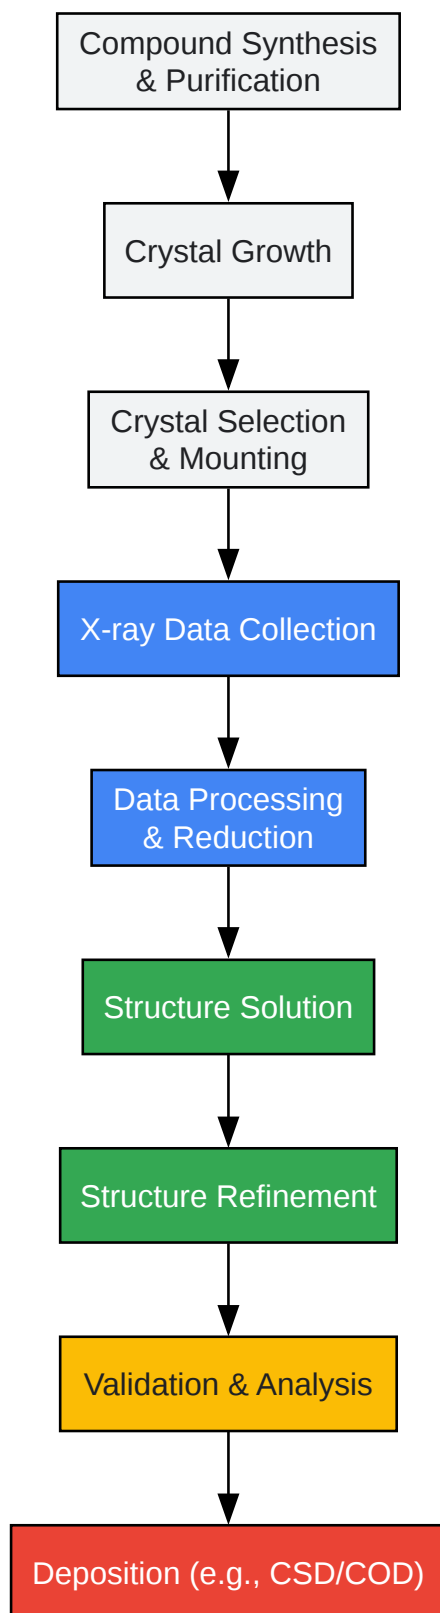 Compound Synthesis
& Purification
Crystal Growth
Crystal Selection
& Mounting
X-ray Data Collection
Data Processing
& Reduction
Structure Solution
Structure Refinement
Validation & Analysis
Deposition (e.g., CSD/COD)